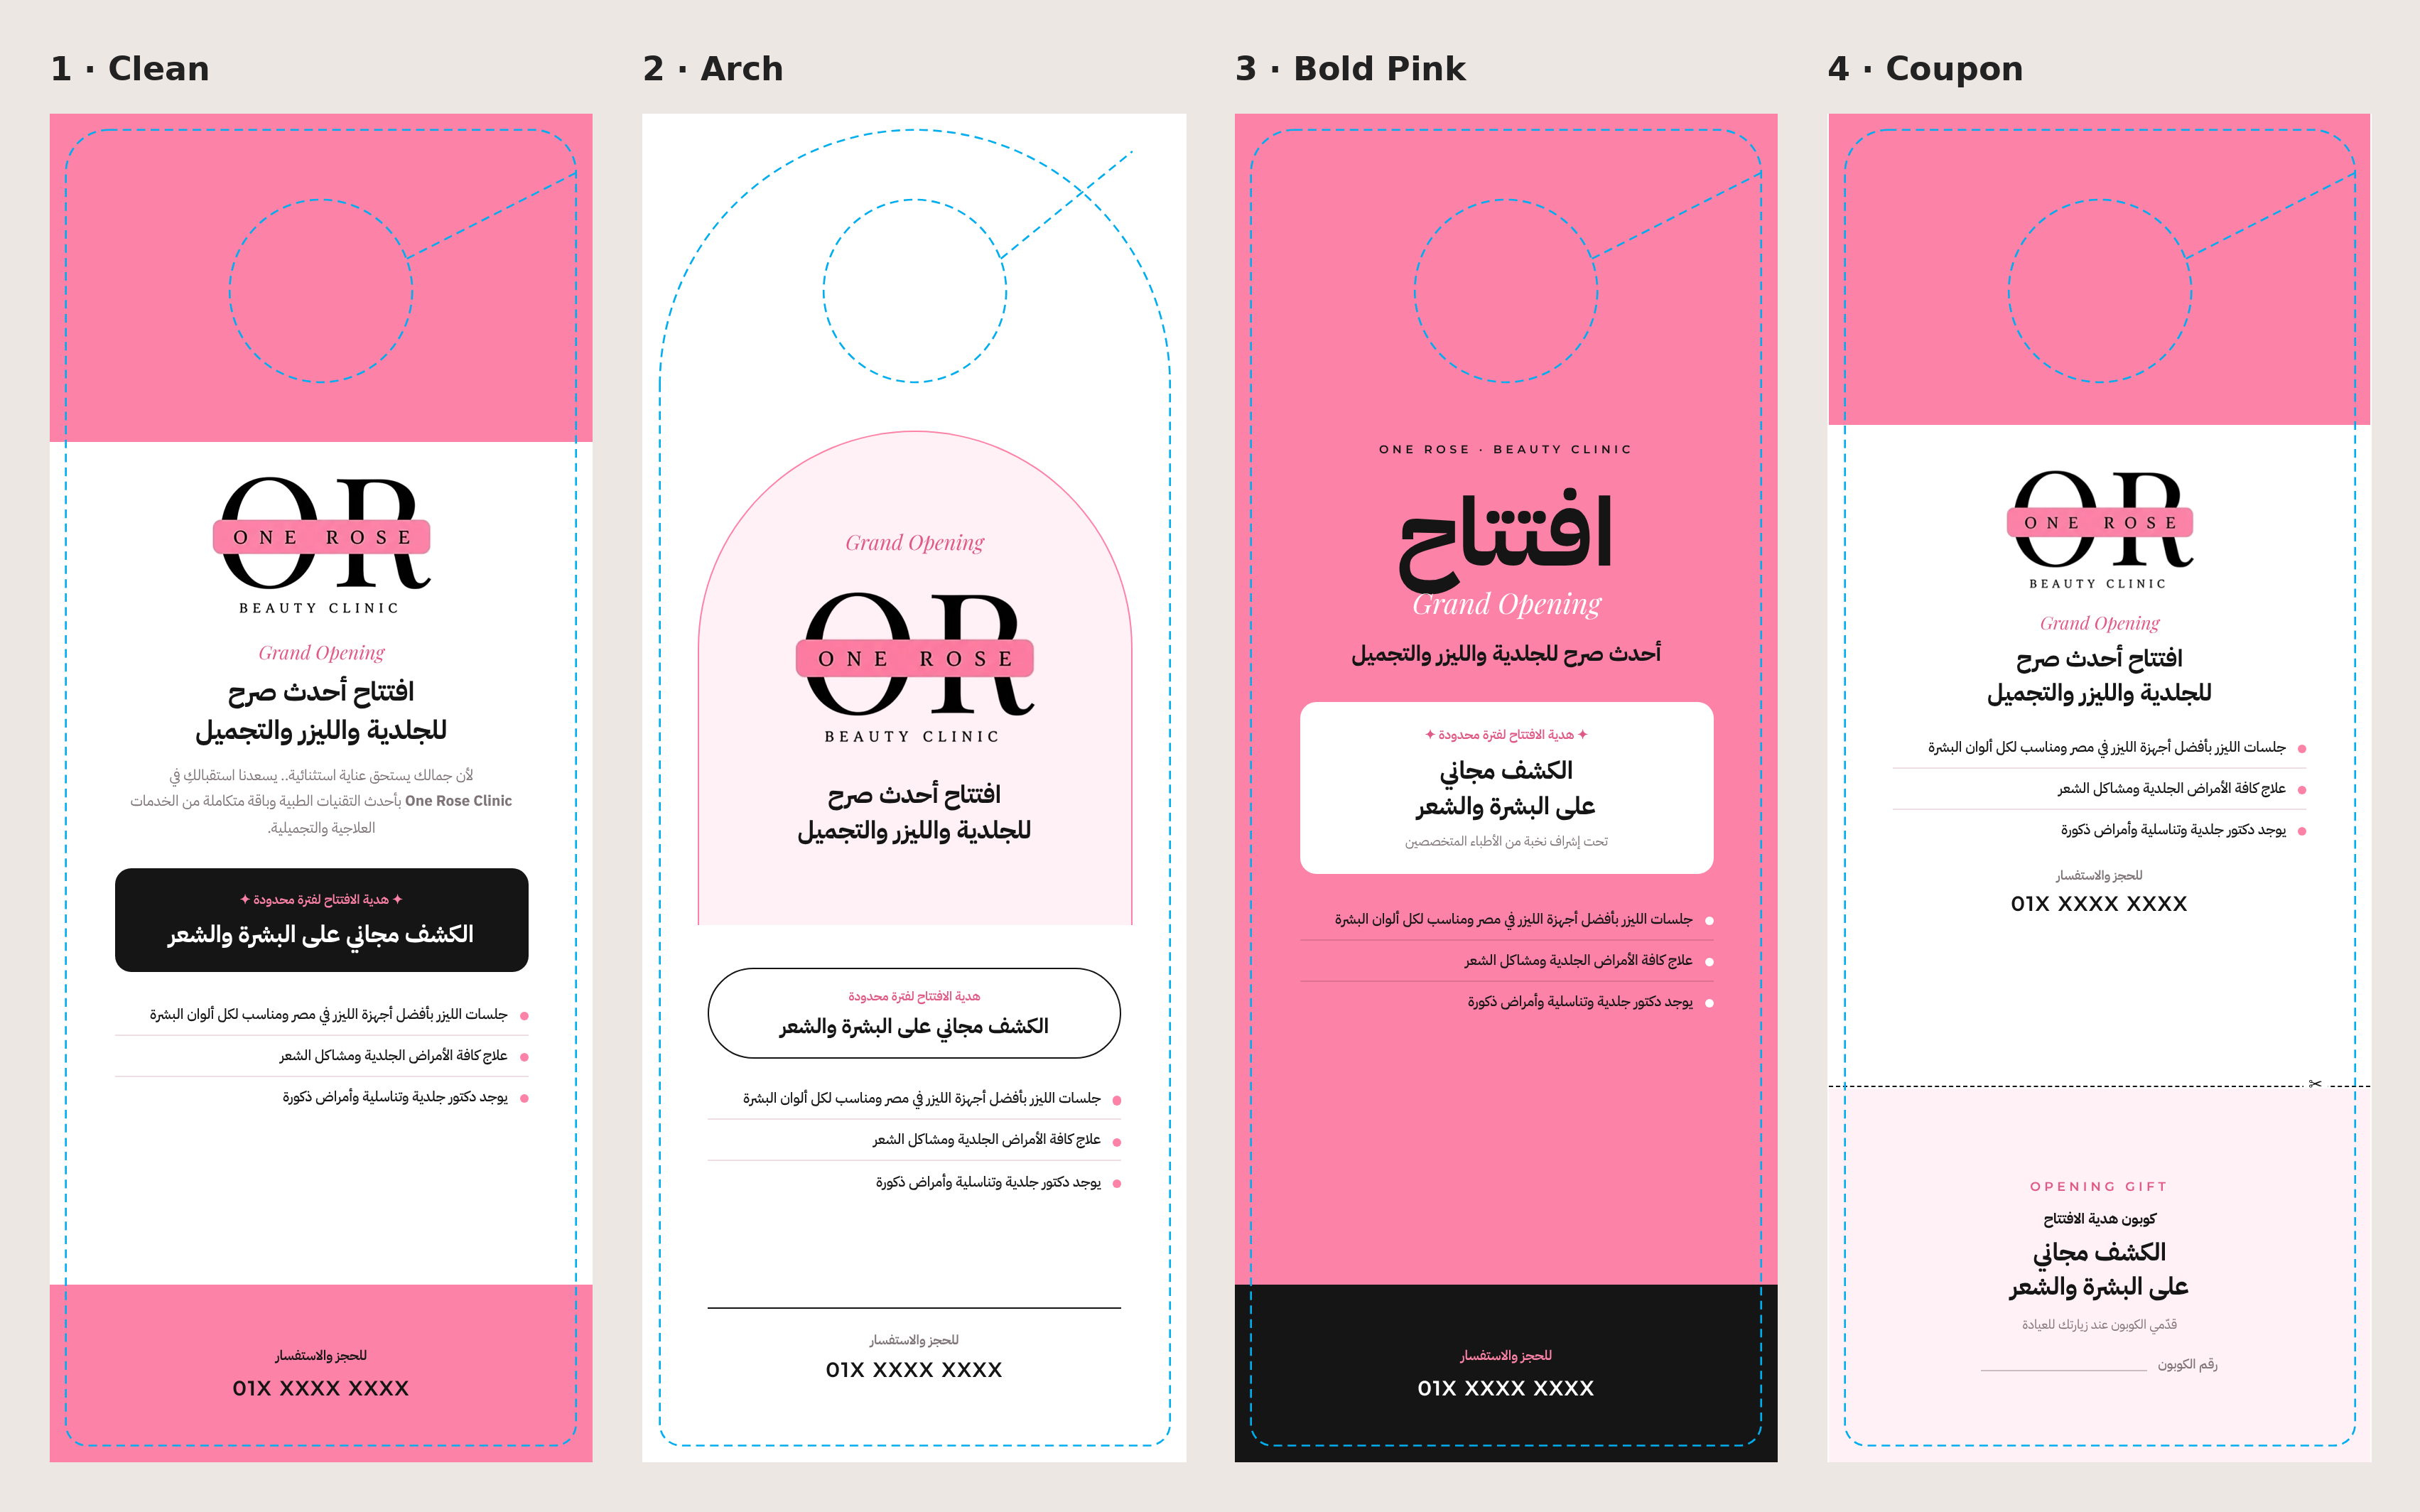 1 · Clean
OR
ONE ROSE
BEAUTY CLINIC
Grand Opening
افتتاح أحدث صرح
للجلدية والليزر والتجميل
لأن جمالك يستحق عناية استثنائية.. يسعدنا استقبالكِ في
One Rose Clinic بأحدث التقنيات الطبية وباقة متكاملة من الخدمات
العلاجية والتجميلية.
✦ هدية الافتتاح لفترة محدودة ✦
الكشف مجاني على البشرة والشعر
جلسات الليزر بأفضل أجهزة الليزر في مصر ومناسب لكل ألوان البشرة
علاج كافة الأمراض الجلدية ومشاكل الشعر
يوجد دكتور جلدية وتناسلية وأمراض ذكورة
للحجز والاستفسار
01X XXXX XXXX
2 · Arch
Grand Opening
OR
ONE ROSE
BEAUTY CLINIC
افتتاح أحدث صرح
للجلدية والليزر والتجميل
هدية الافتتاح لفترة محدودة
الكشف مجاني على البشرة والشعر
جلسات الليزر بأفضل أجهزة الليزر في مصر ومناسب لكل ألوان البشرة
علاج كافة الأمراض الجلدية ومشاكل الشعر
يوجد دكتور جلدية وتناسلية وأمراض ذكورة
للحجز والاستفسار
01X XXXX XXXX
3 · Bold Pink
ONE ROSE · BEAUTY CLINIC
افتتاح
Grand Opening
أحدث صرح للجلدية والليزر والتجميل
✦ هدية الافتتاح لفترة محدودة ✦
الكشف مجاني
على البشرة والشعر
تحت إشراف نخبة من الأطباء المتخصصين
جلسات الليزر بأفضل أجهزة الليزر في مصر ومناسب لكل ألوان البشرة
علاج كافة الأمراض الجلدية ومشاكل الشعر
يوجد دكتور جلدية وتناسلية وأمراض ذكورة
للحجز والاستفسار
01X XXXX XXXX
4 · Coupon
OR
ONE ROSE
BEAUTY CLINIC
Grand Opening
افتتاح أحدث صرح
للجلدية والليزر والتجميل
جلسات الليزر بأفضل أجهزة الليزر في مصر ومناسب لكل ألوان البشرة
علاج كافة الأمراض الجلدية ومشاكل الشعر
يوجد دكتور جلدية وتناسلية وأمراض ذكورة
للحجز والاستفسار
01X XXXX XXXX
OPENING GIFT
كوبون هدية الافتتاح
الكشف مجاني
على البشرة والشعر
قدّمي الكوبون عند زيارتك للعيادة
رقم الكوبون